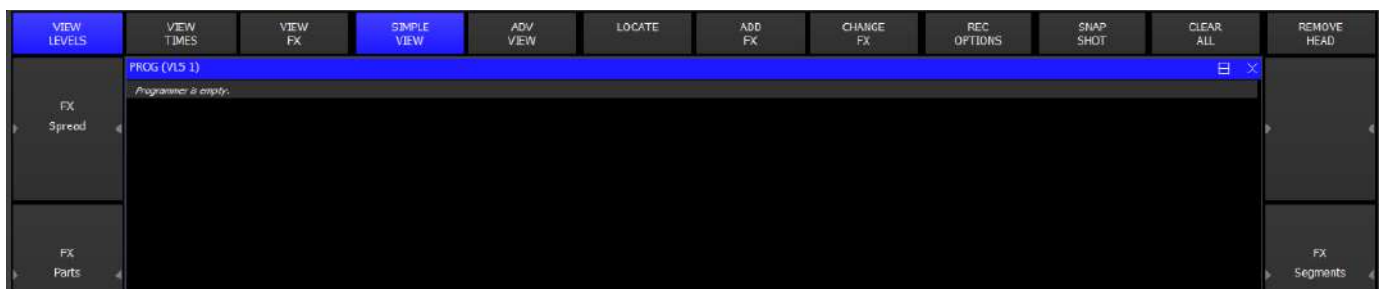 VIEW
LEVELS
VIEW
TIMES
VIEW
FX
SIMPLE
VIEW
ADV
VIEW
LOCATE
ADD
FX
CHANGE
FX
REC
OPTIONS
SNAP
SHOT
CLEAR
ALL
REMOVE
HEAD
PROG (VL5 1)
Programmer is empty.
FX
Spread
FX
Parts
FX
Segments